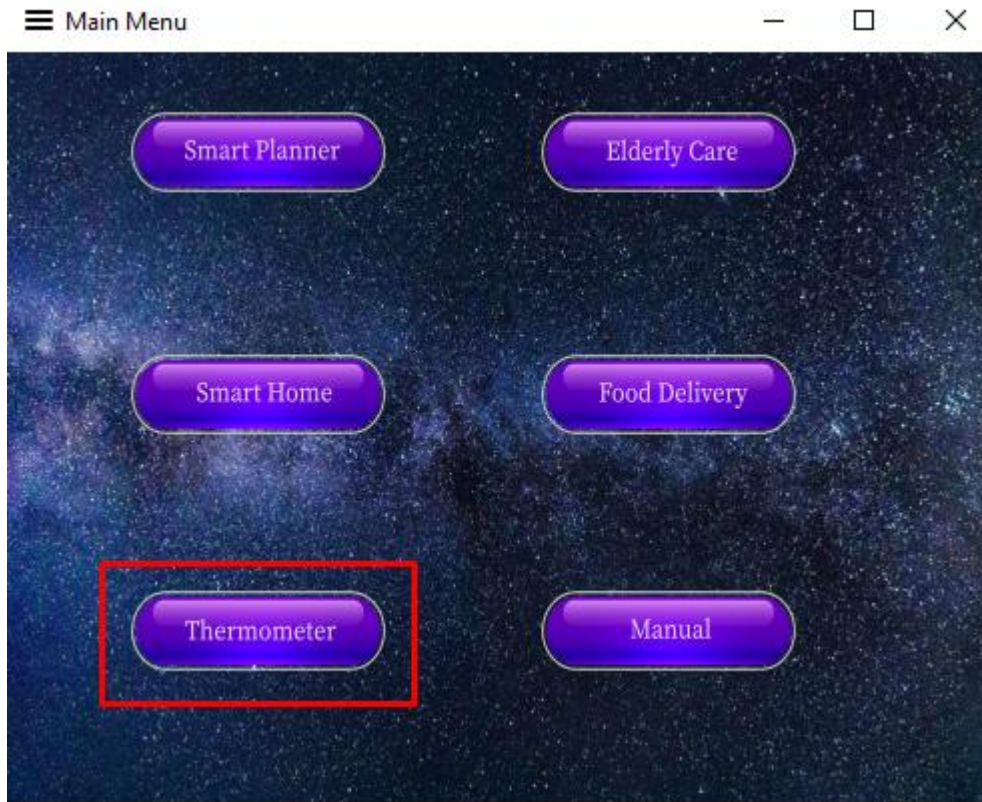 Main Menu
Smart Planner
Elderly Care
Smart Home
Food Delivery
Thermometer
Manual